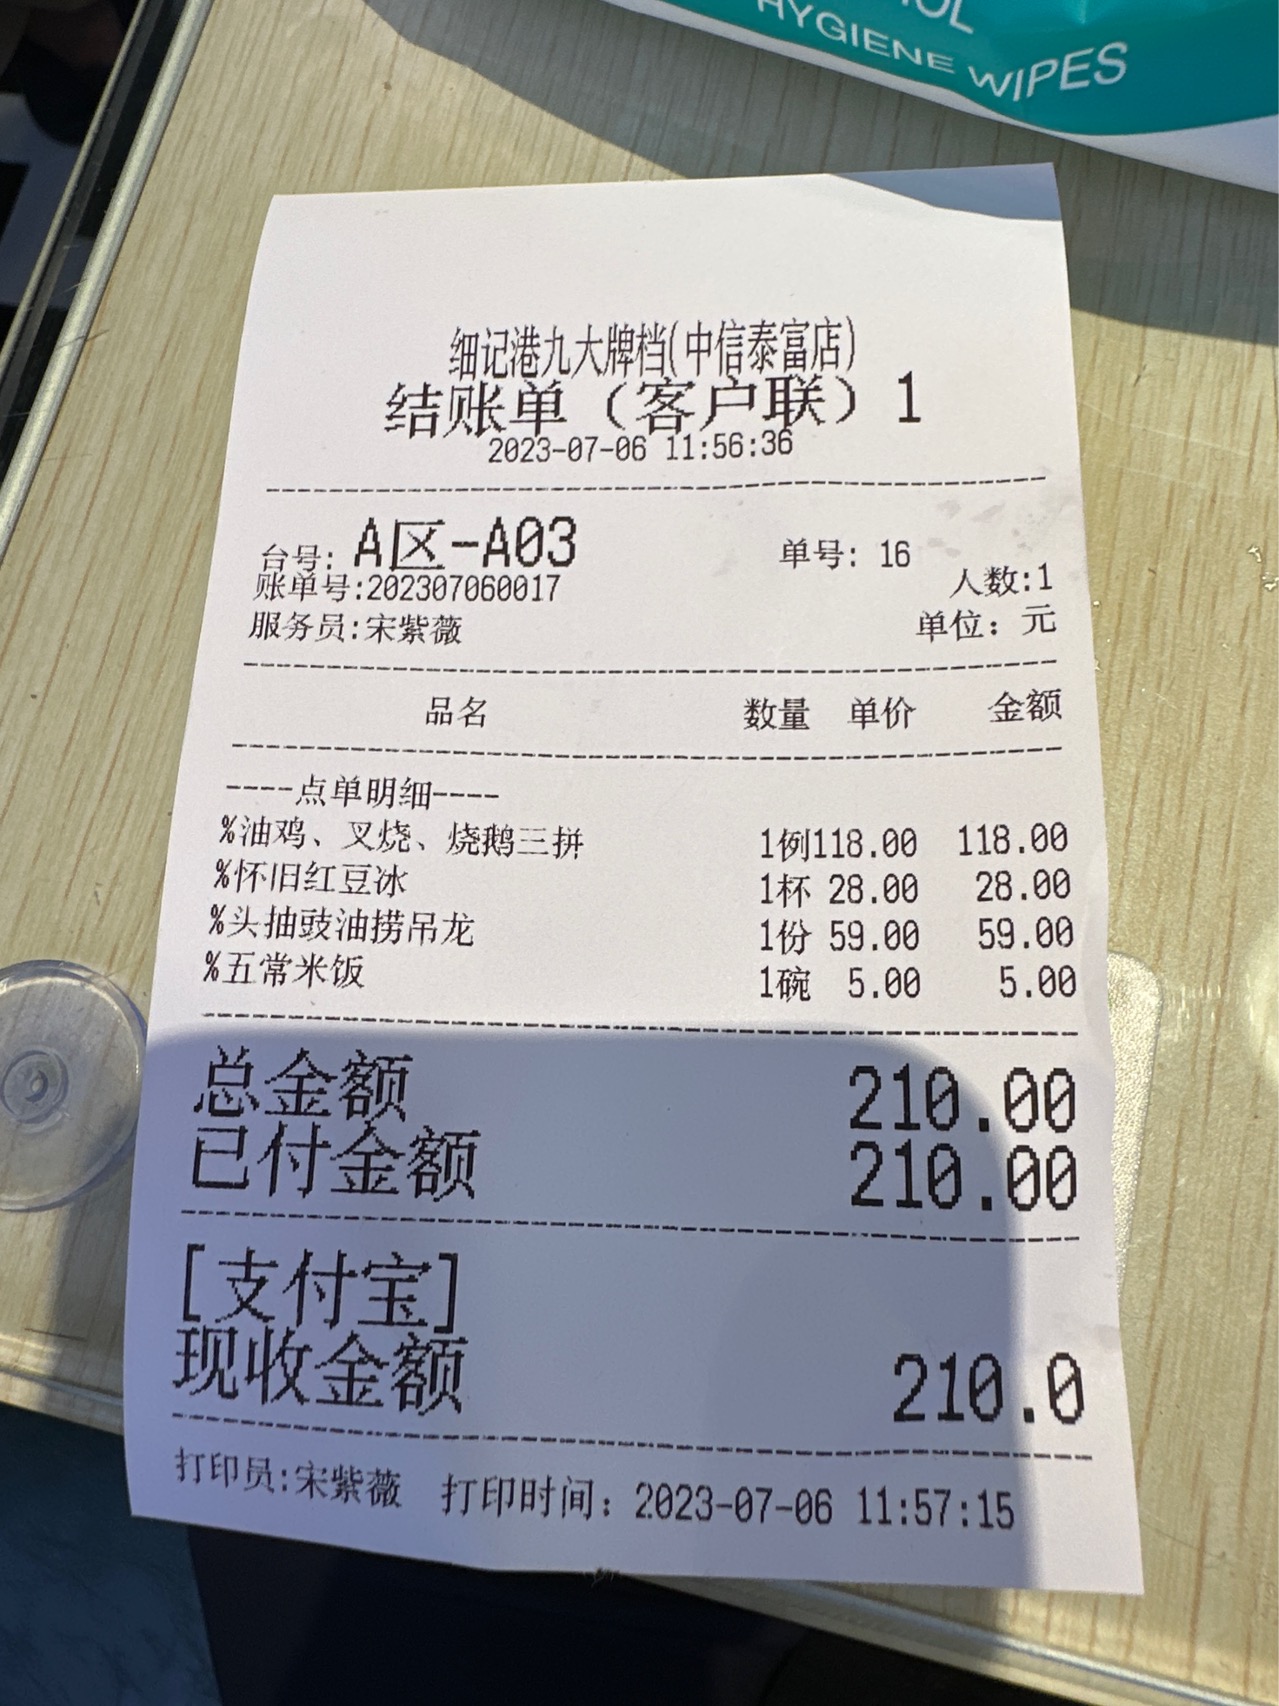 OL
HYGIENE WIPES
细记港九大牌档(中信泰富店)
结账单（客户联）1
2023-07-06 11:56:36
台号: A区-A03 单号: 16
账单号:202307060017 人数:1
服务员:宋紫薇 单位: 元
品名 数量 单价 金额
----点单明细----
%油鸡、叉烧、烧鹅三拼 1例118.00 118.00
%怀旧红豆冰 1杯 28.00 28.00
%头抽豉油捞吊龙 1份 59.00 59.00
%五常米饭 1碗 5.00 5.00
总金额 210.00
已付金额 210.00
[支付宝]
现收金额 210.0
打印员:宋紫薇 打印时间: 2023-07-06 11:57:15